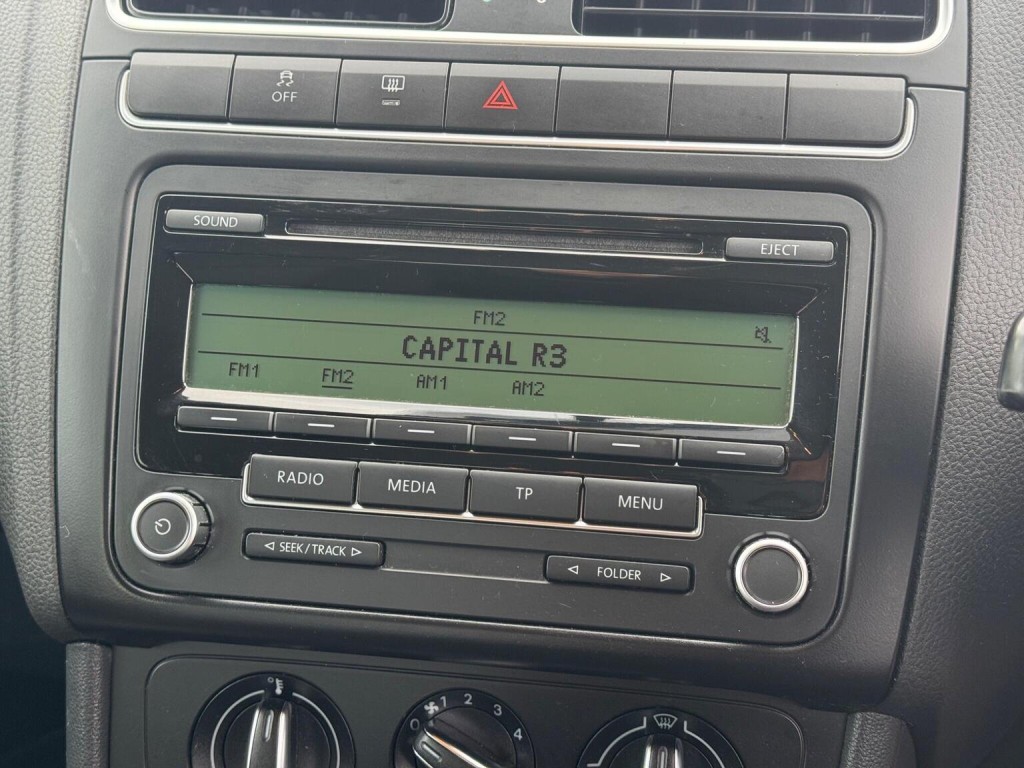 OFF
SOUND
EJECT
FM2
CAPITAL R3
FM1 FM2 AM1 AM2
RADIO MEDIA TP MENU
SEEK/TRACK
FOLDER
0 1 2 3 4